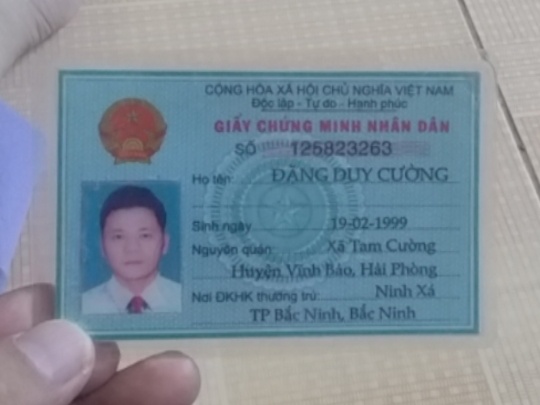 CỘNG HÒA XÃ HỘI CHỦ NGHĨA VIỆT NAM
Độc lập - Tự do - Hạnh phúc
GIẤY CHỨNG MINH NHÂN DÂN
SỐ 125823263
Họ tên: ĐẶNG DUY CƯỜNG
Sinh ngày 19-02-1999
Nguyên quán: Xã Tam Cường
Huyện Vĩnh Bảo, Hải Phòng
Nơi ĐKHK thường trú: Ninh Xá
TP Bắc Ninh, Bắc Ninh